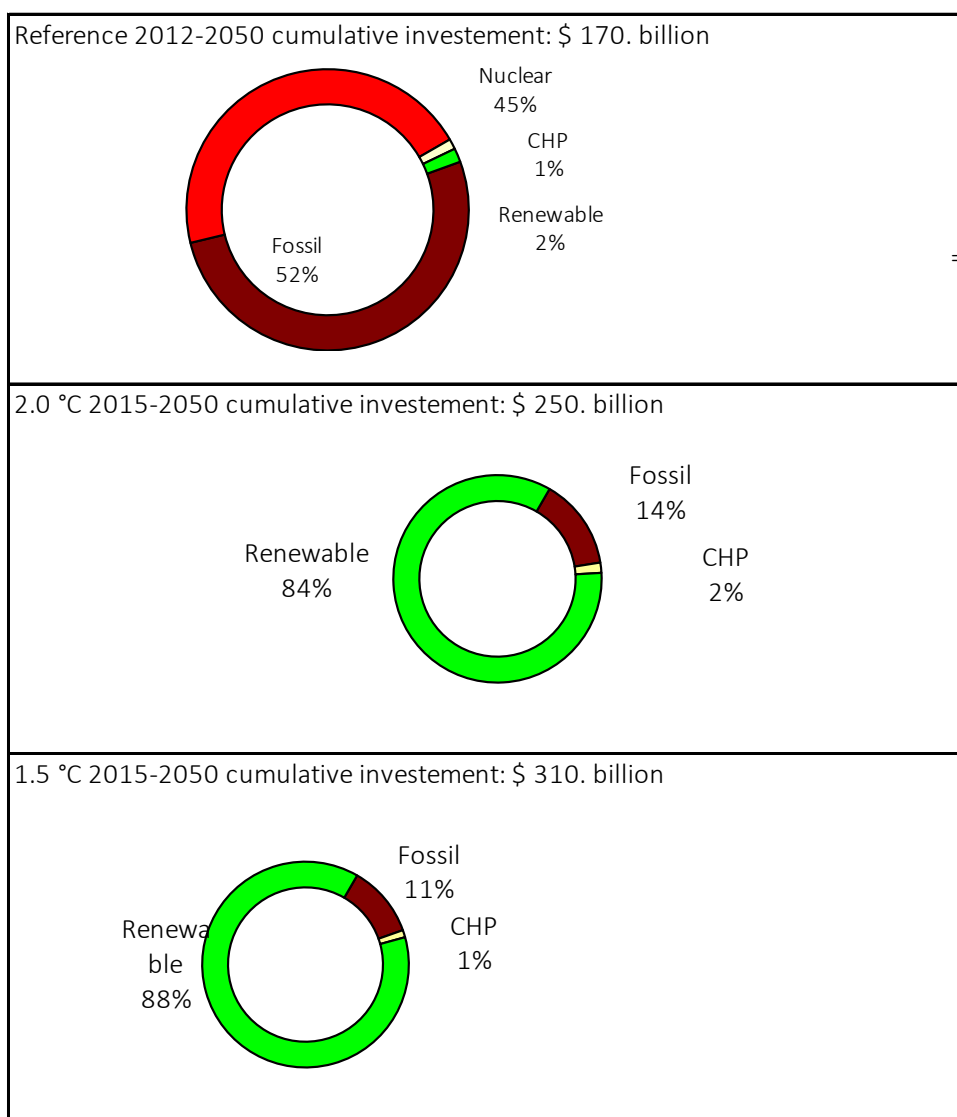 Reference 2012-2050 cumulative investement: $ 170. billion
Nuclear
45%
CHP
1%
Renewable
2%
Fossil
52%
=
2.0 °C 2015-2050 cumulative investement: $ 250. billion
Fossil
14%
Renewable
84%
CHP
2%
1.5 °C 2015-2050 cumulative investement: $ 310. billion
Fossil
11%
CHP
1%
Renewa
ble
88%